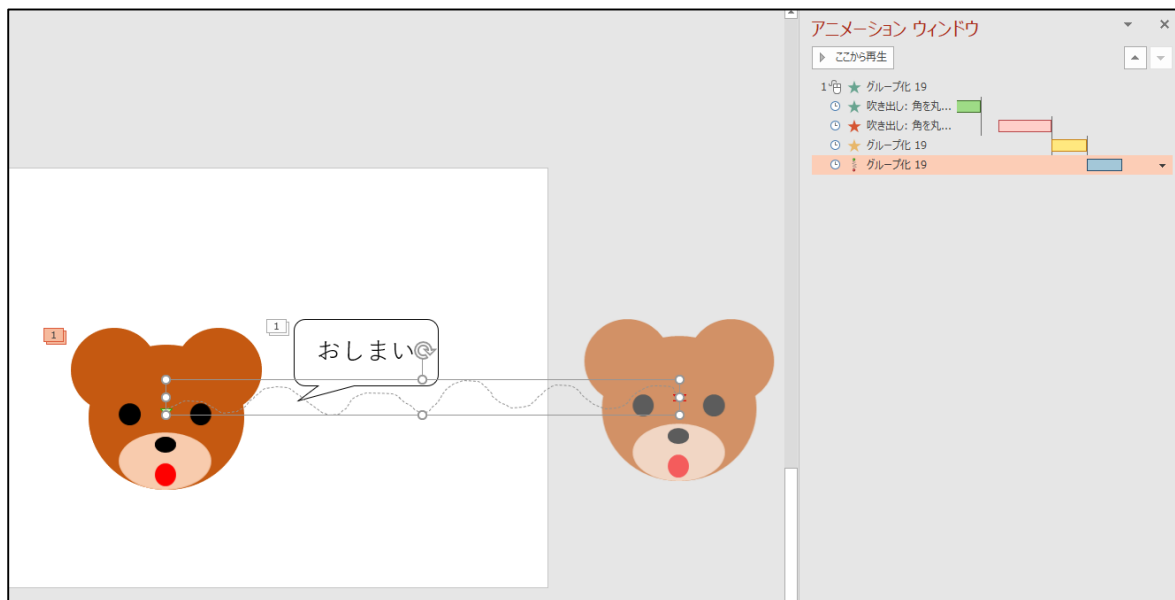 アニメーション ウィンドウ
ここから再生
1 グループ化 19
吹き出し: 角を丸...
吹き出し: 角を丸...
グループ化 19
グループ化 19
1
1
おしまい